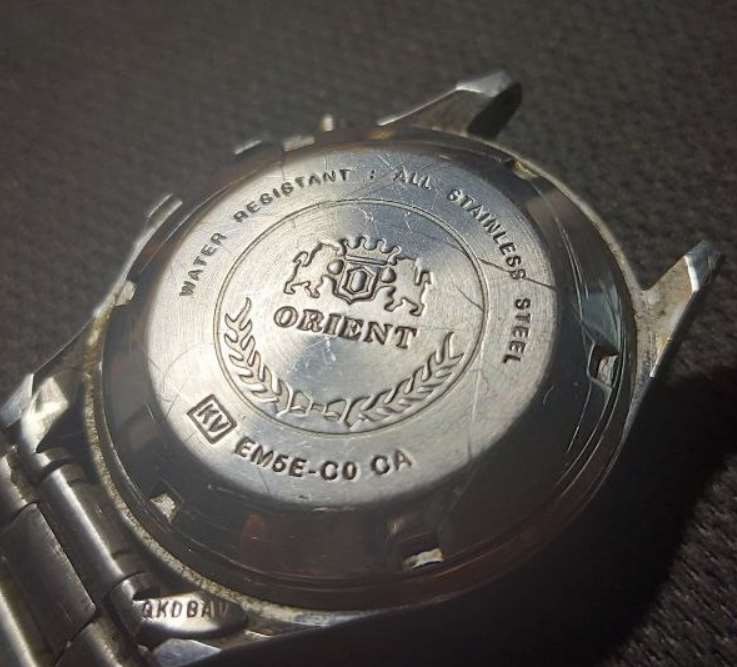 WATER RESISTANT : ALL STAINLESS STEEL
ORIENT
KV
EM5E-C0 CA
QKDBAV